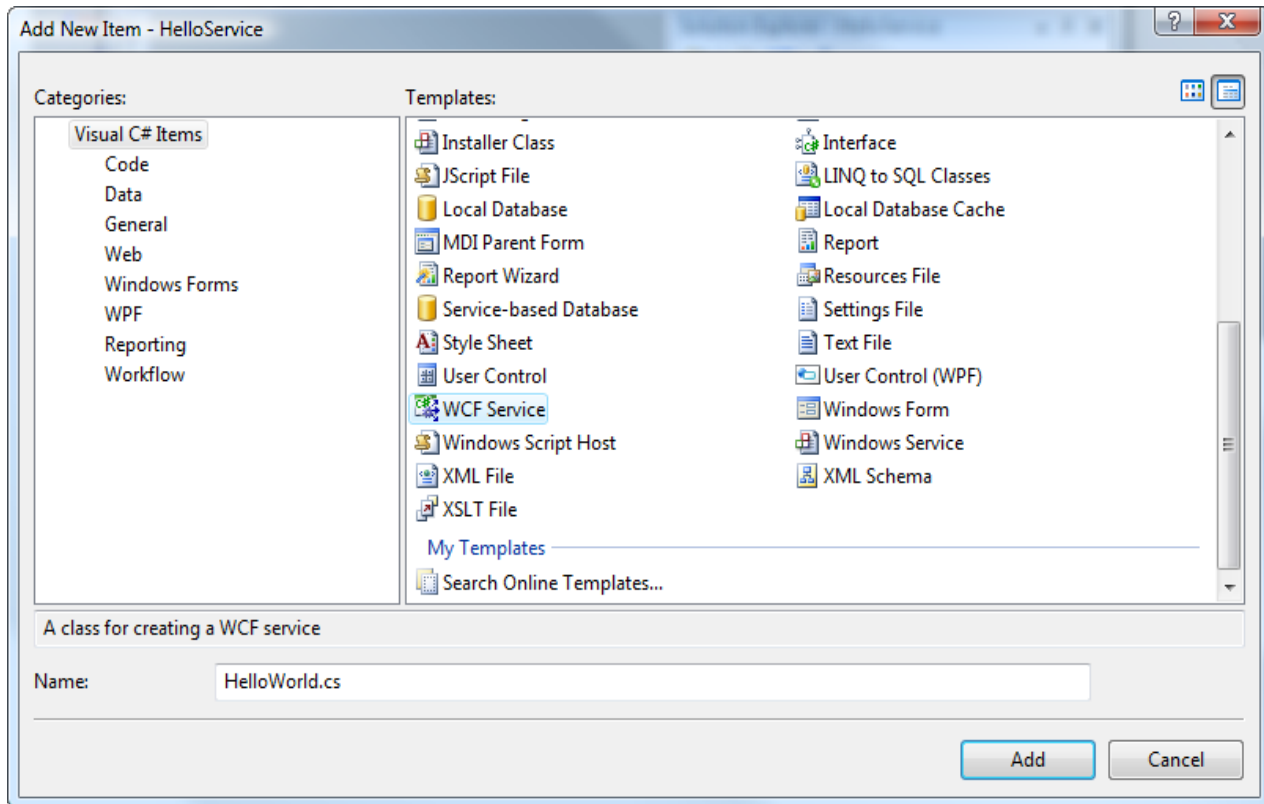 Add New Item - HelloService
Categories:
Templates:
Visual C# Items
Code
Data
General
Web
Windows Forms
WPF
Reporting
Workflow
Installer Class
Interface
JScript File
LINQ to SQL Classes
Local Database
Local Database Cache
MDI Parent Form
Report
Report Wizard
Resources File
Service-based Database
Settings File
Style Sheet
Text File
User Control
User Control (WPF)
WCF Service
Windows Form
Windows Script Host
Windows Service
XML File
XML Schema
XSLT File
My Templates
Search Online Templates...
A class for creating a WCF service
Name:
HelloWorld.cs
Add
Cancel